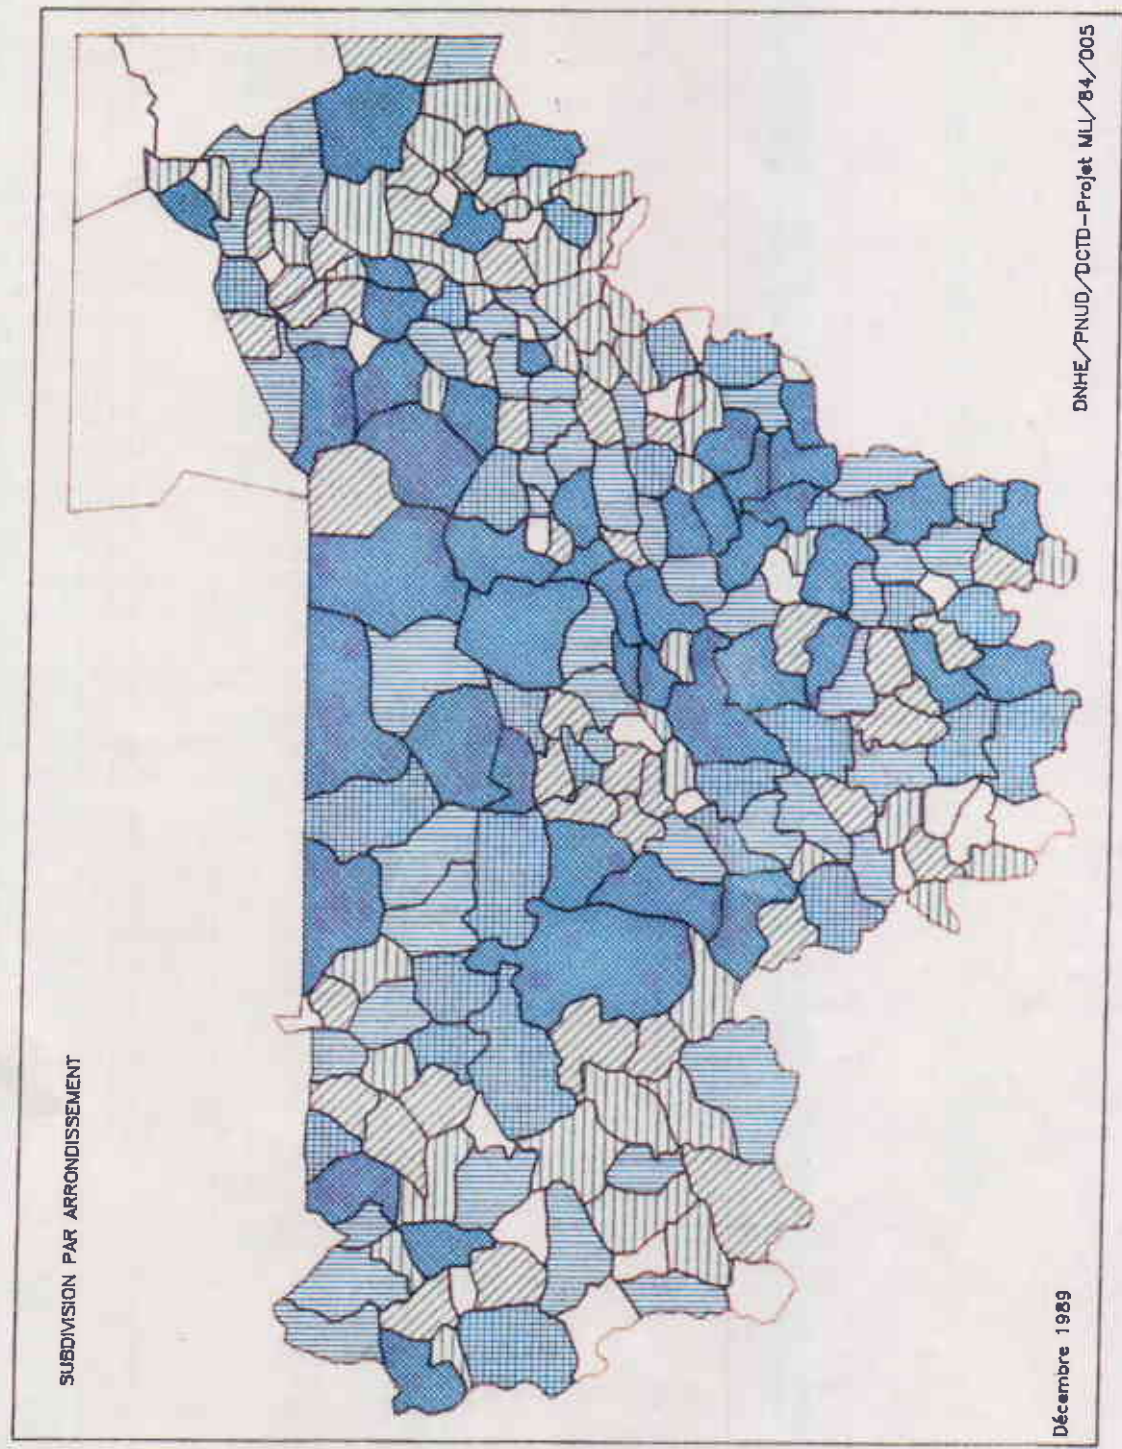 SUBDIVISION PAR ARRONDISSEMENT
Décembre 1989
DNHE/PNUD/DCTD-Projet MLI/84/005